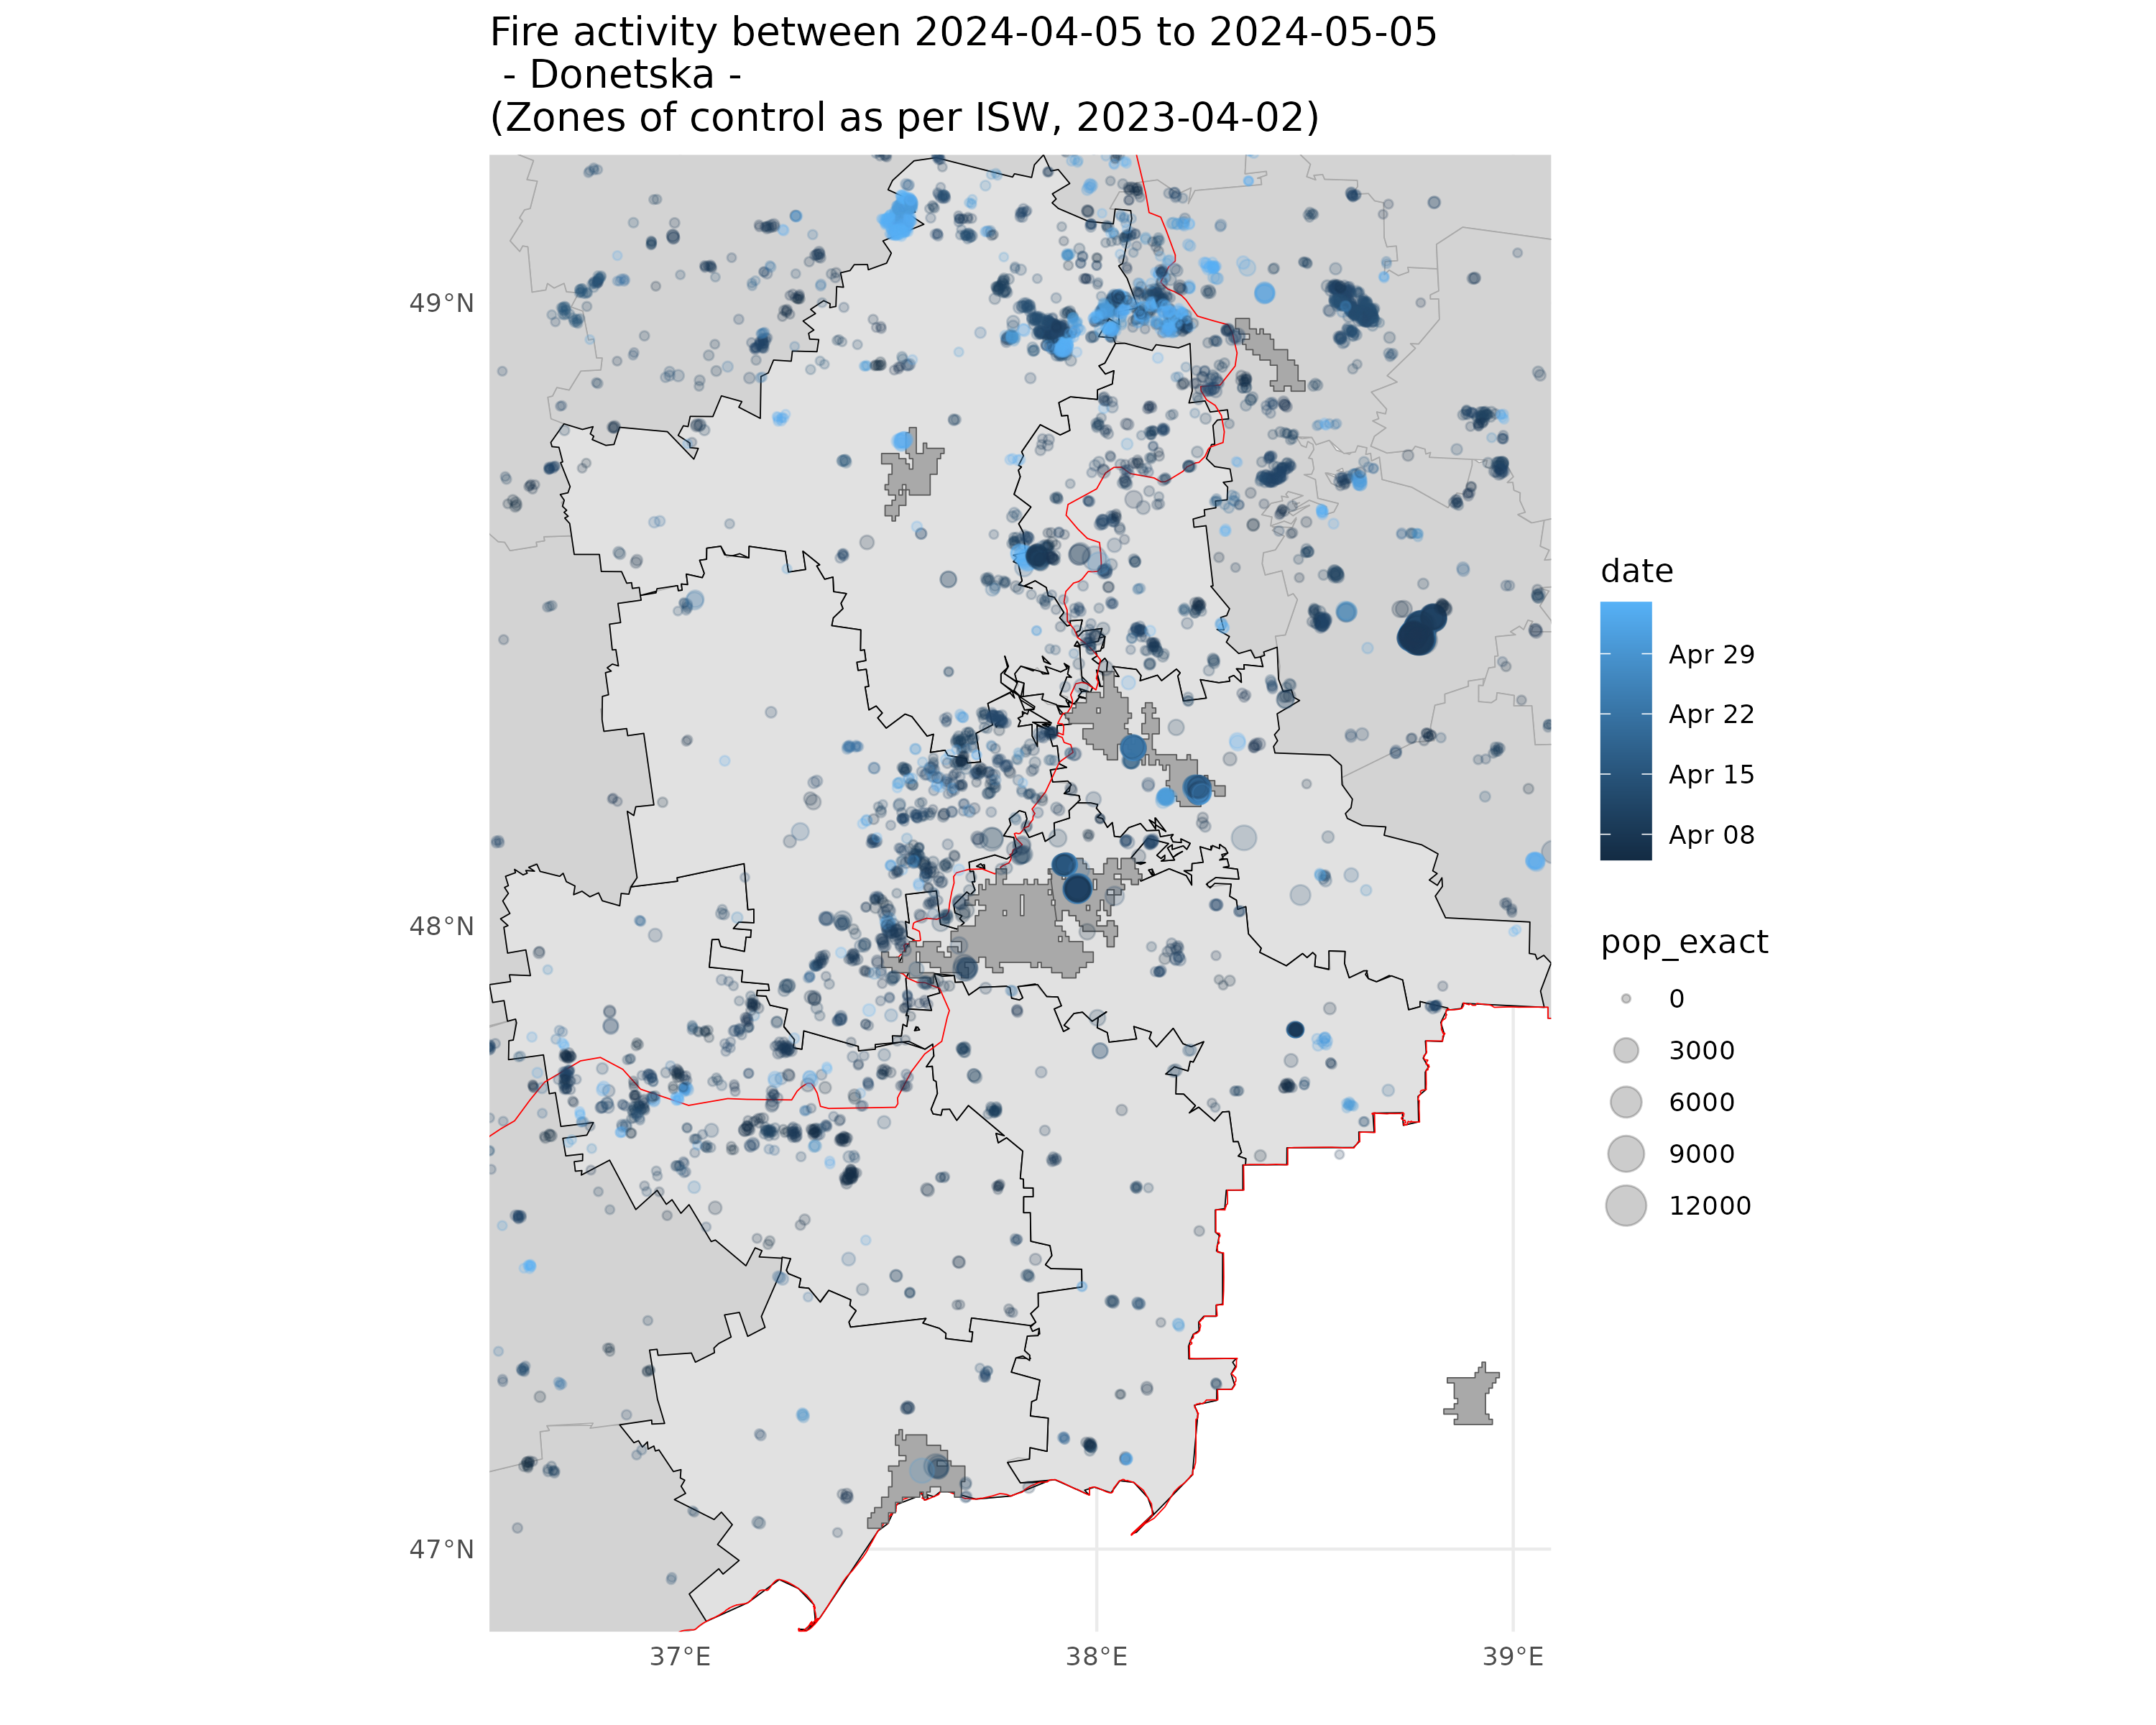 Fire activity between 2024-04-05 to 2024-05-05
- Donetska -
(Zones of control as per ISW, 2023-04-02)
49°N
48°N
47°N
37°E
38°E
39°E
date
Apr 29
Apr 22
Apr 15
Apr 08
pop_exact
0
3000
6000
9000
12000